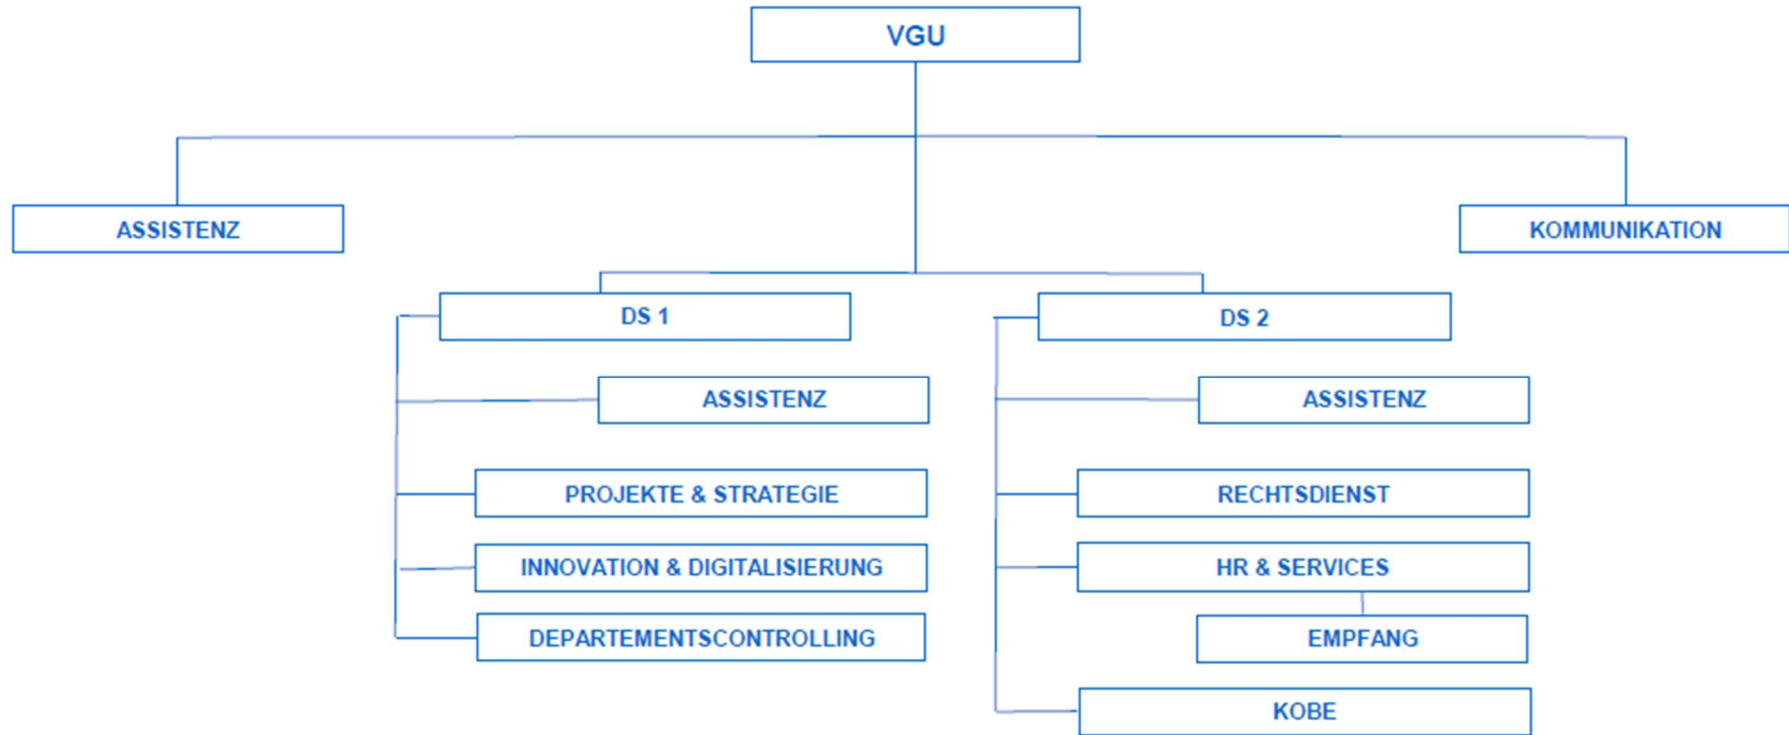 VGU
ASSISTENZ
KOMMUNIKATION
DS 1
DS 2
ASSISTENZ
ASSISTENZ
PROJEKTE & STRATEGIE
RECHTSDIENST
INNOVATION & DIGITALISIERUNG
HR & SERVICES
DEPARTEMENTSCONTROLLING
EMPFANG
KOBE